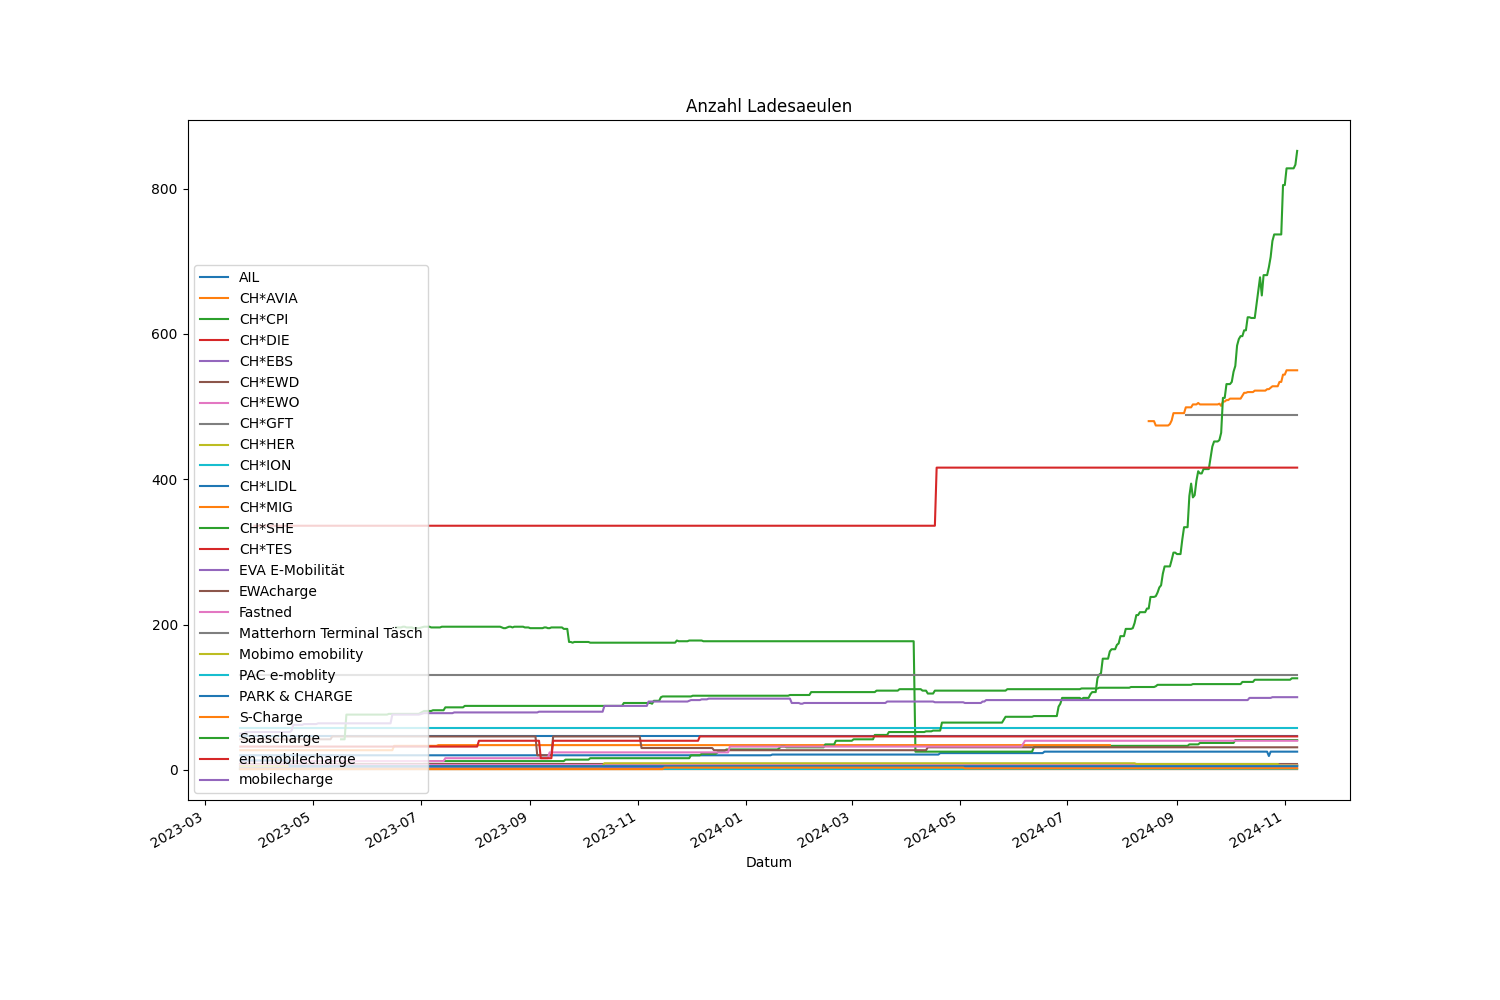 Anzahl Ladesaeulen
800
600
400
200
0
AIL
CH*AVIA
CH*CPI
CH*DIE
CH*EBS
CH*EWD
CH*EWO
CH*GFT
CH*HER
CH*ION
CH*LIDL
CH*MIG
CH*SHE
CH*TES
EVA E-Mobilität
EWAcharge
Fastned
Matterhorn Terminal Täsch
Mobimo emobility
PAC e-moblity
PARK & CHARGE
S-Charge
Saascharge
en mobilecharge
mobilecharge
2023-03
2023-05
2023-07
2023-09
2023-11
2024-01
2024-03
2024-05
2024-07
2024-09
2024-11
Datum